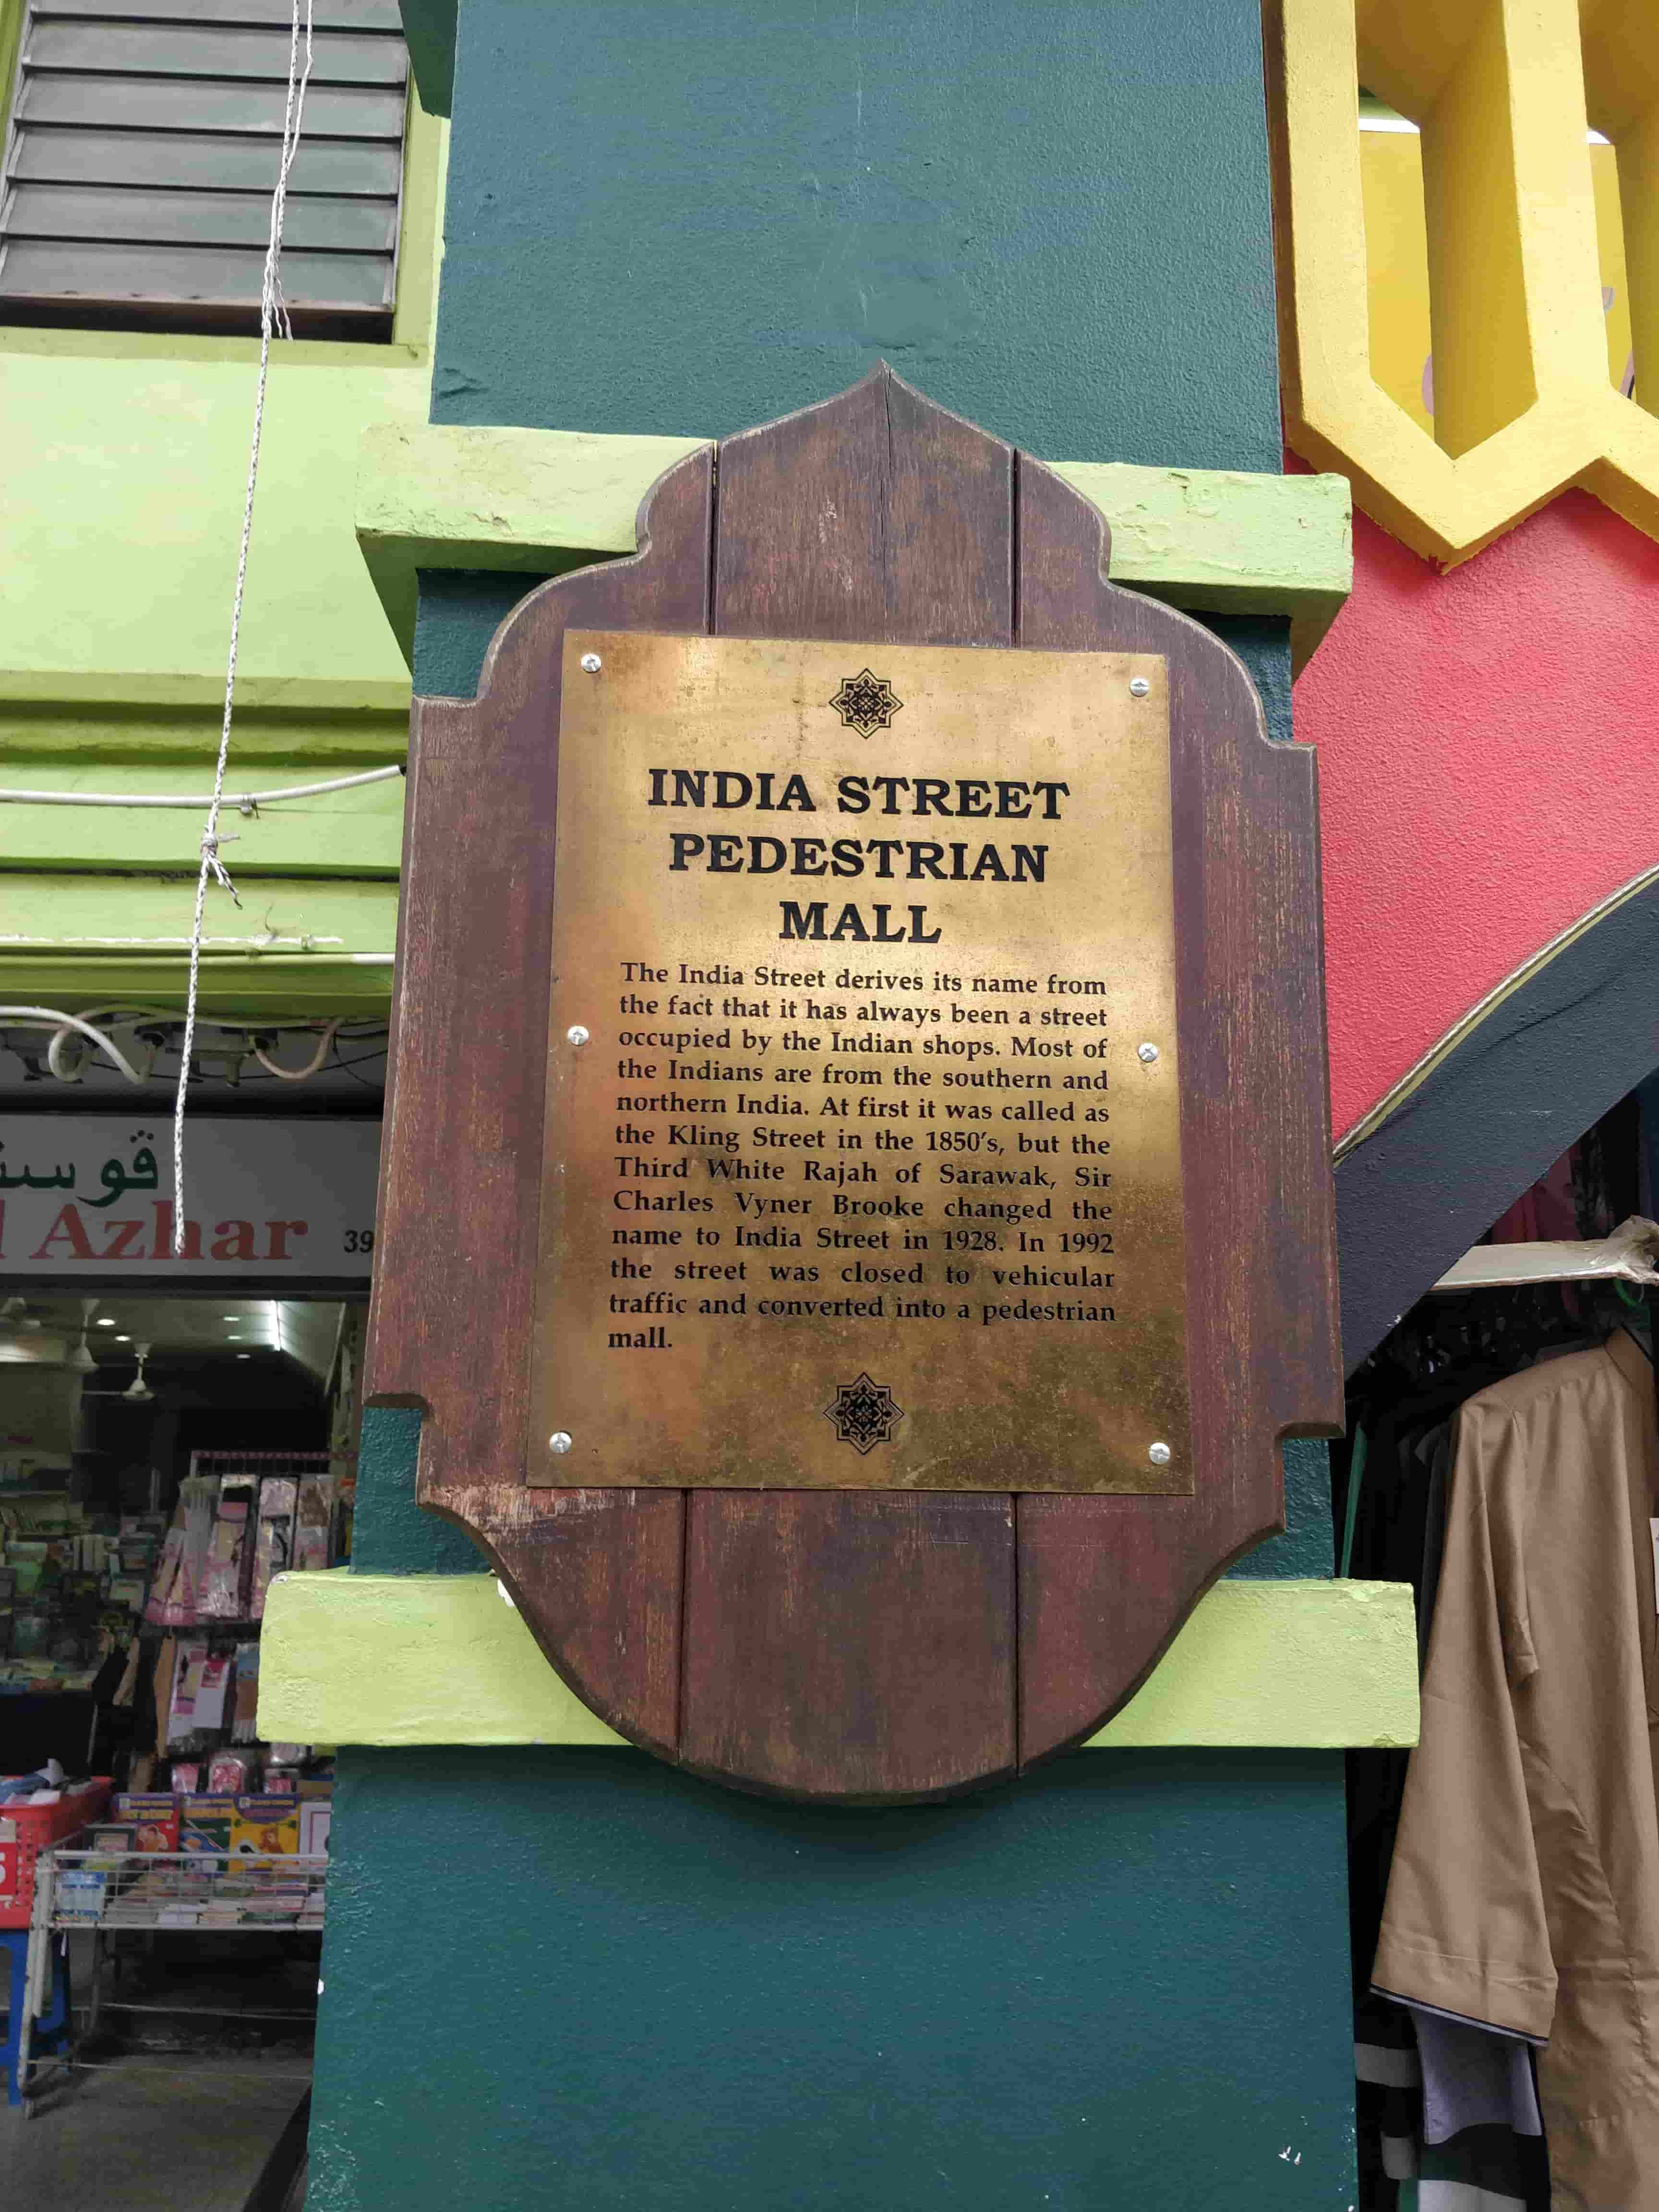 INDIA STREET
PEDESTRIAN
MALL
The India Street derives its name from
the fact that it has always been a street
occupied by the Indian shops. Most of
the Indians are from the southern and
northern India. At first it was called as
the Kling Street in the 1850's, but the
Third White Rajah of Sarawak, Sir
Charles Vyner Brooke changed the
name to India Street in 1928. In 1992
the street was closed to vehicular
traffic and converted into a pedestrian
mall.
Azhar 39